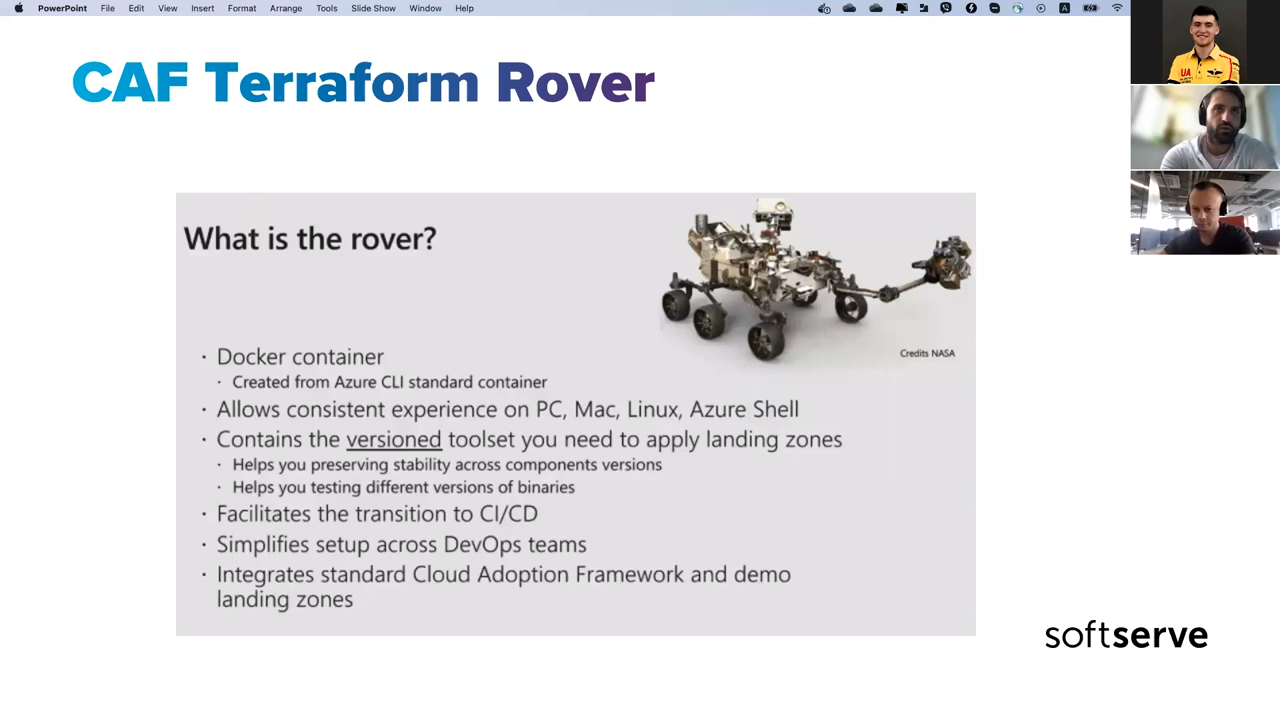 PowerPoint File Edit View Insert Format Arrange Tools Slide Show Window Help
A
CAF Terraform Rover
UA
What is the rover?
Credits NASA
· Docker container
· Created from Azure CLI standard container
· Allows consistent experience on PC, Mac, Linux, Azure Shell
· Contains the versioned toolset you need to apply landing zones
· Helps you preserving stability across components versions
· Helps you testing different versions of binaries
· Facilitates the transition to CI/CD
· Simplifies setup across DevOps teams
· Integrates standard Cloud Adoption Framework and demo
landing zones
softserve